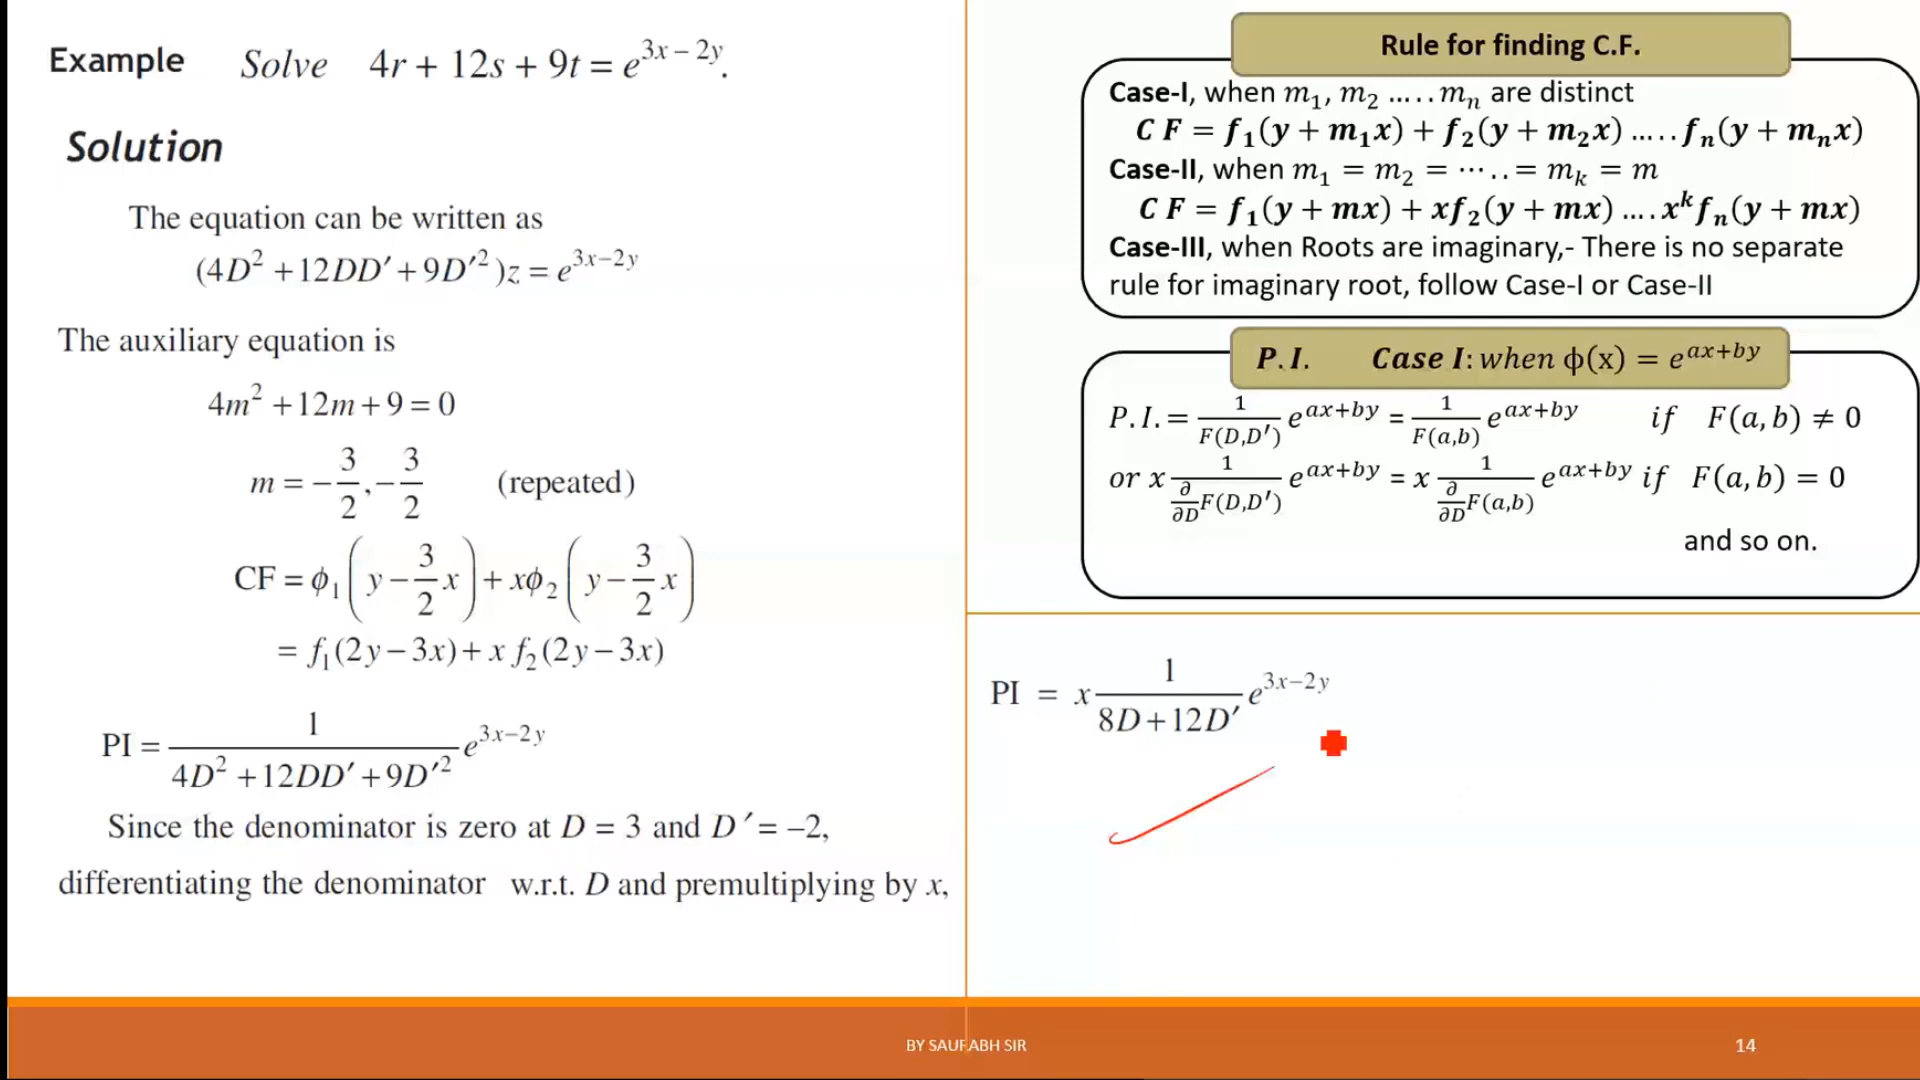 Example Solve 4r + 12s + 9t = e^{3x – 2y}.
Solution
The equation can be written as
(4D² + 12DD′ + 9D′²)z = e^{3x–2y}
The auxiliary equation is
4m² + 12m + 9 = 0
m = –3/2, –3/2 (repeated)
CF = ϕ₁(y – 3/2 x) + xϕ₂(y – 3/2 x)
= f₁(2y – 3x) + x f₂(2y – 3x)
PI = 1/(4D² + 12DD′ + 9D′²) e^{3x–2y}
Since the denominator is zero at D = 3 and D′ = –2,
differentiating the denominator w.r.t. D and premultiplying by x,
Rule for finding C.F.
Case-I, when m₁, m₂ ….. mₙ are distinct
C F = f₁(y + m₁x) + f₂(y + m₂x) ….. fₙ(y + mₙx)
Case-II, when m₁ = m₂ = ⋯ . . = mₖ = m
C F = f₁(y + mx) + xf₂(y + mx) …. xᵏfₙ(y + mx)
Case-III, when Roots are imaginary,- There is no separate
rule for imaginary root, follow Case-I or Case-II
P. I. Case I: when ϕ(x) = e^{ax+by}
P. I. = 1/F(D,D′) e^{ax+by} = 1/F(a,b) e^{ax+by} if F(a, b) ≠ 0
or x 1/(∂/∂D F(D,D′)) e^{ax+by} = x 1/(∂/∂D F(a,b)) e^{ax+by} if F(a, b) = 0
and so on.
PI = x 1/(8D + 12D′) e^{3x–2y}
BY SAURABH SIR
14